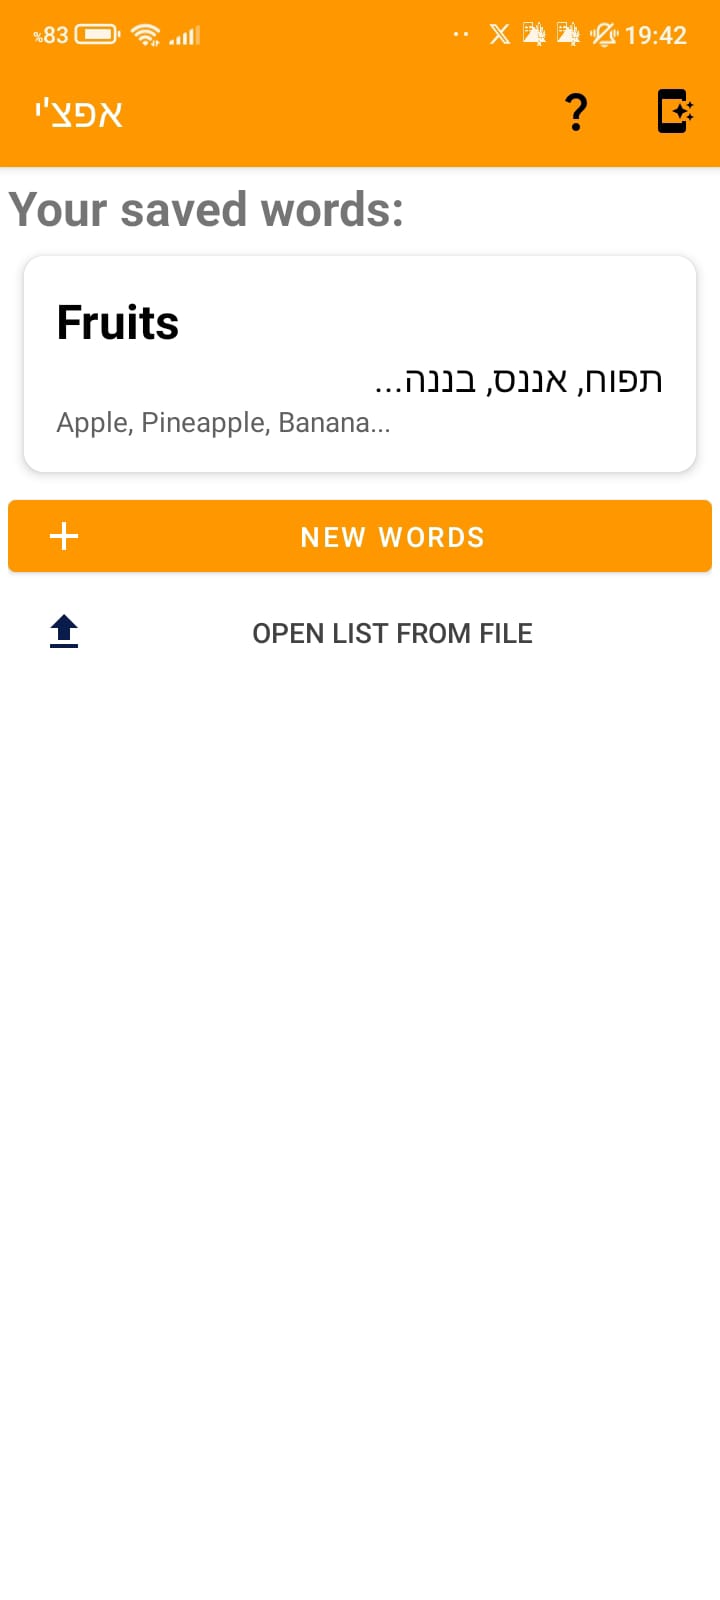 %83
19:42
אפצ'י
?
Your saved words:
Fruits
תפוח, אננס, בננה...
Apple, Pineapple, Banana...
NEW WORDS
OPEN LIST FROM FILE